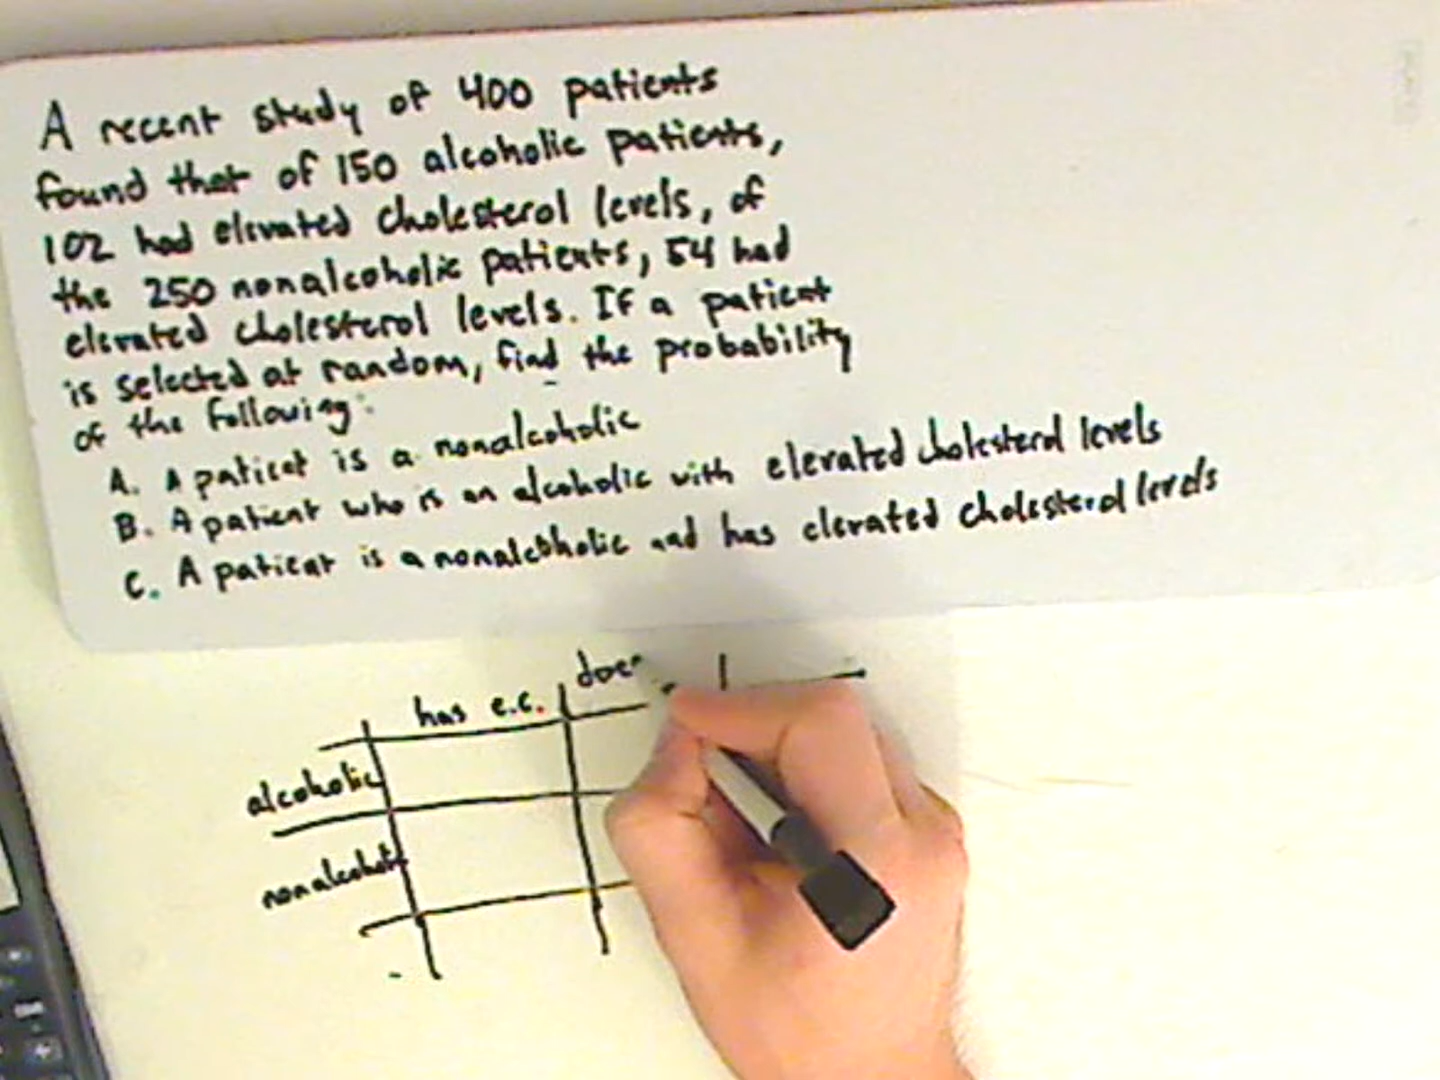 A recent study of 400 patients
found that of 150 alcoholic patients,
102 had elevated cholesterol levels, of
the 250 nonalcoholic patients, 54 had
elevated cholesterol levels. If a patient
is selected at random, find the probability
of the following:
A. A patient is a nonalcoholic
B. A patient who is an alcoholic with elevated cholesterol levels
C. A patient is a nonalcoholic and has elevated cholesterol levels
has e.c. doe
alcoholic
nonalcoholic